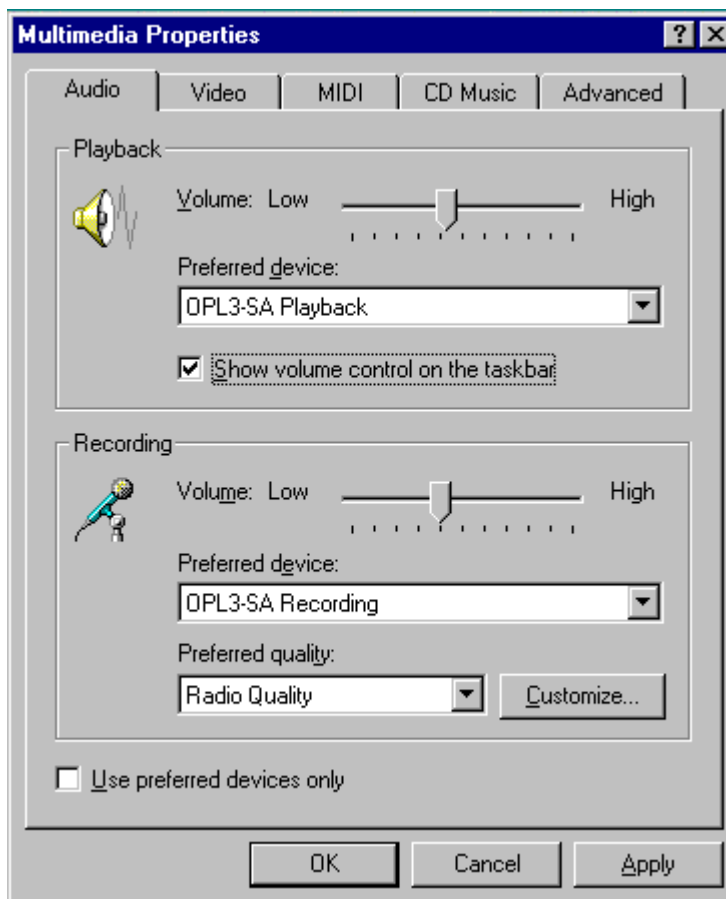 Multimedia Properties
Audio Video MIDI CD Music Advanced
Playback
Volume: Low High
Preferred device:
OPL3-SA Playback
Show volume control on the taskbar
Recording
Volume: Low High
Preferred device:
OPL3-SA Recording
Preferred quality:
Radio Quality Customize...
Use preferred devices only
OK Cancel Apply